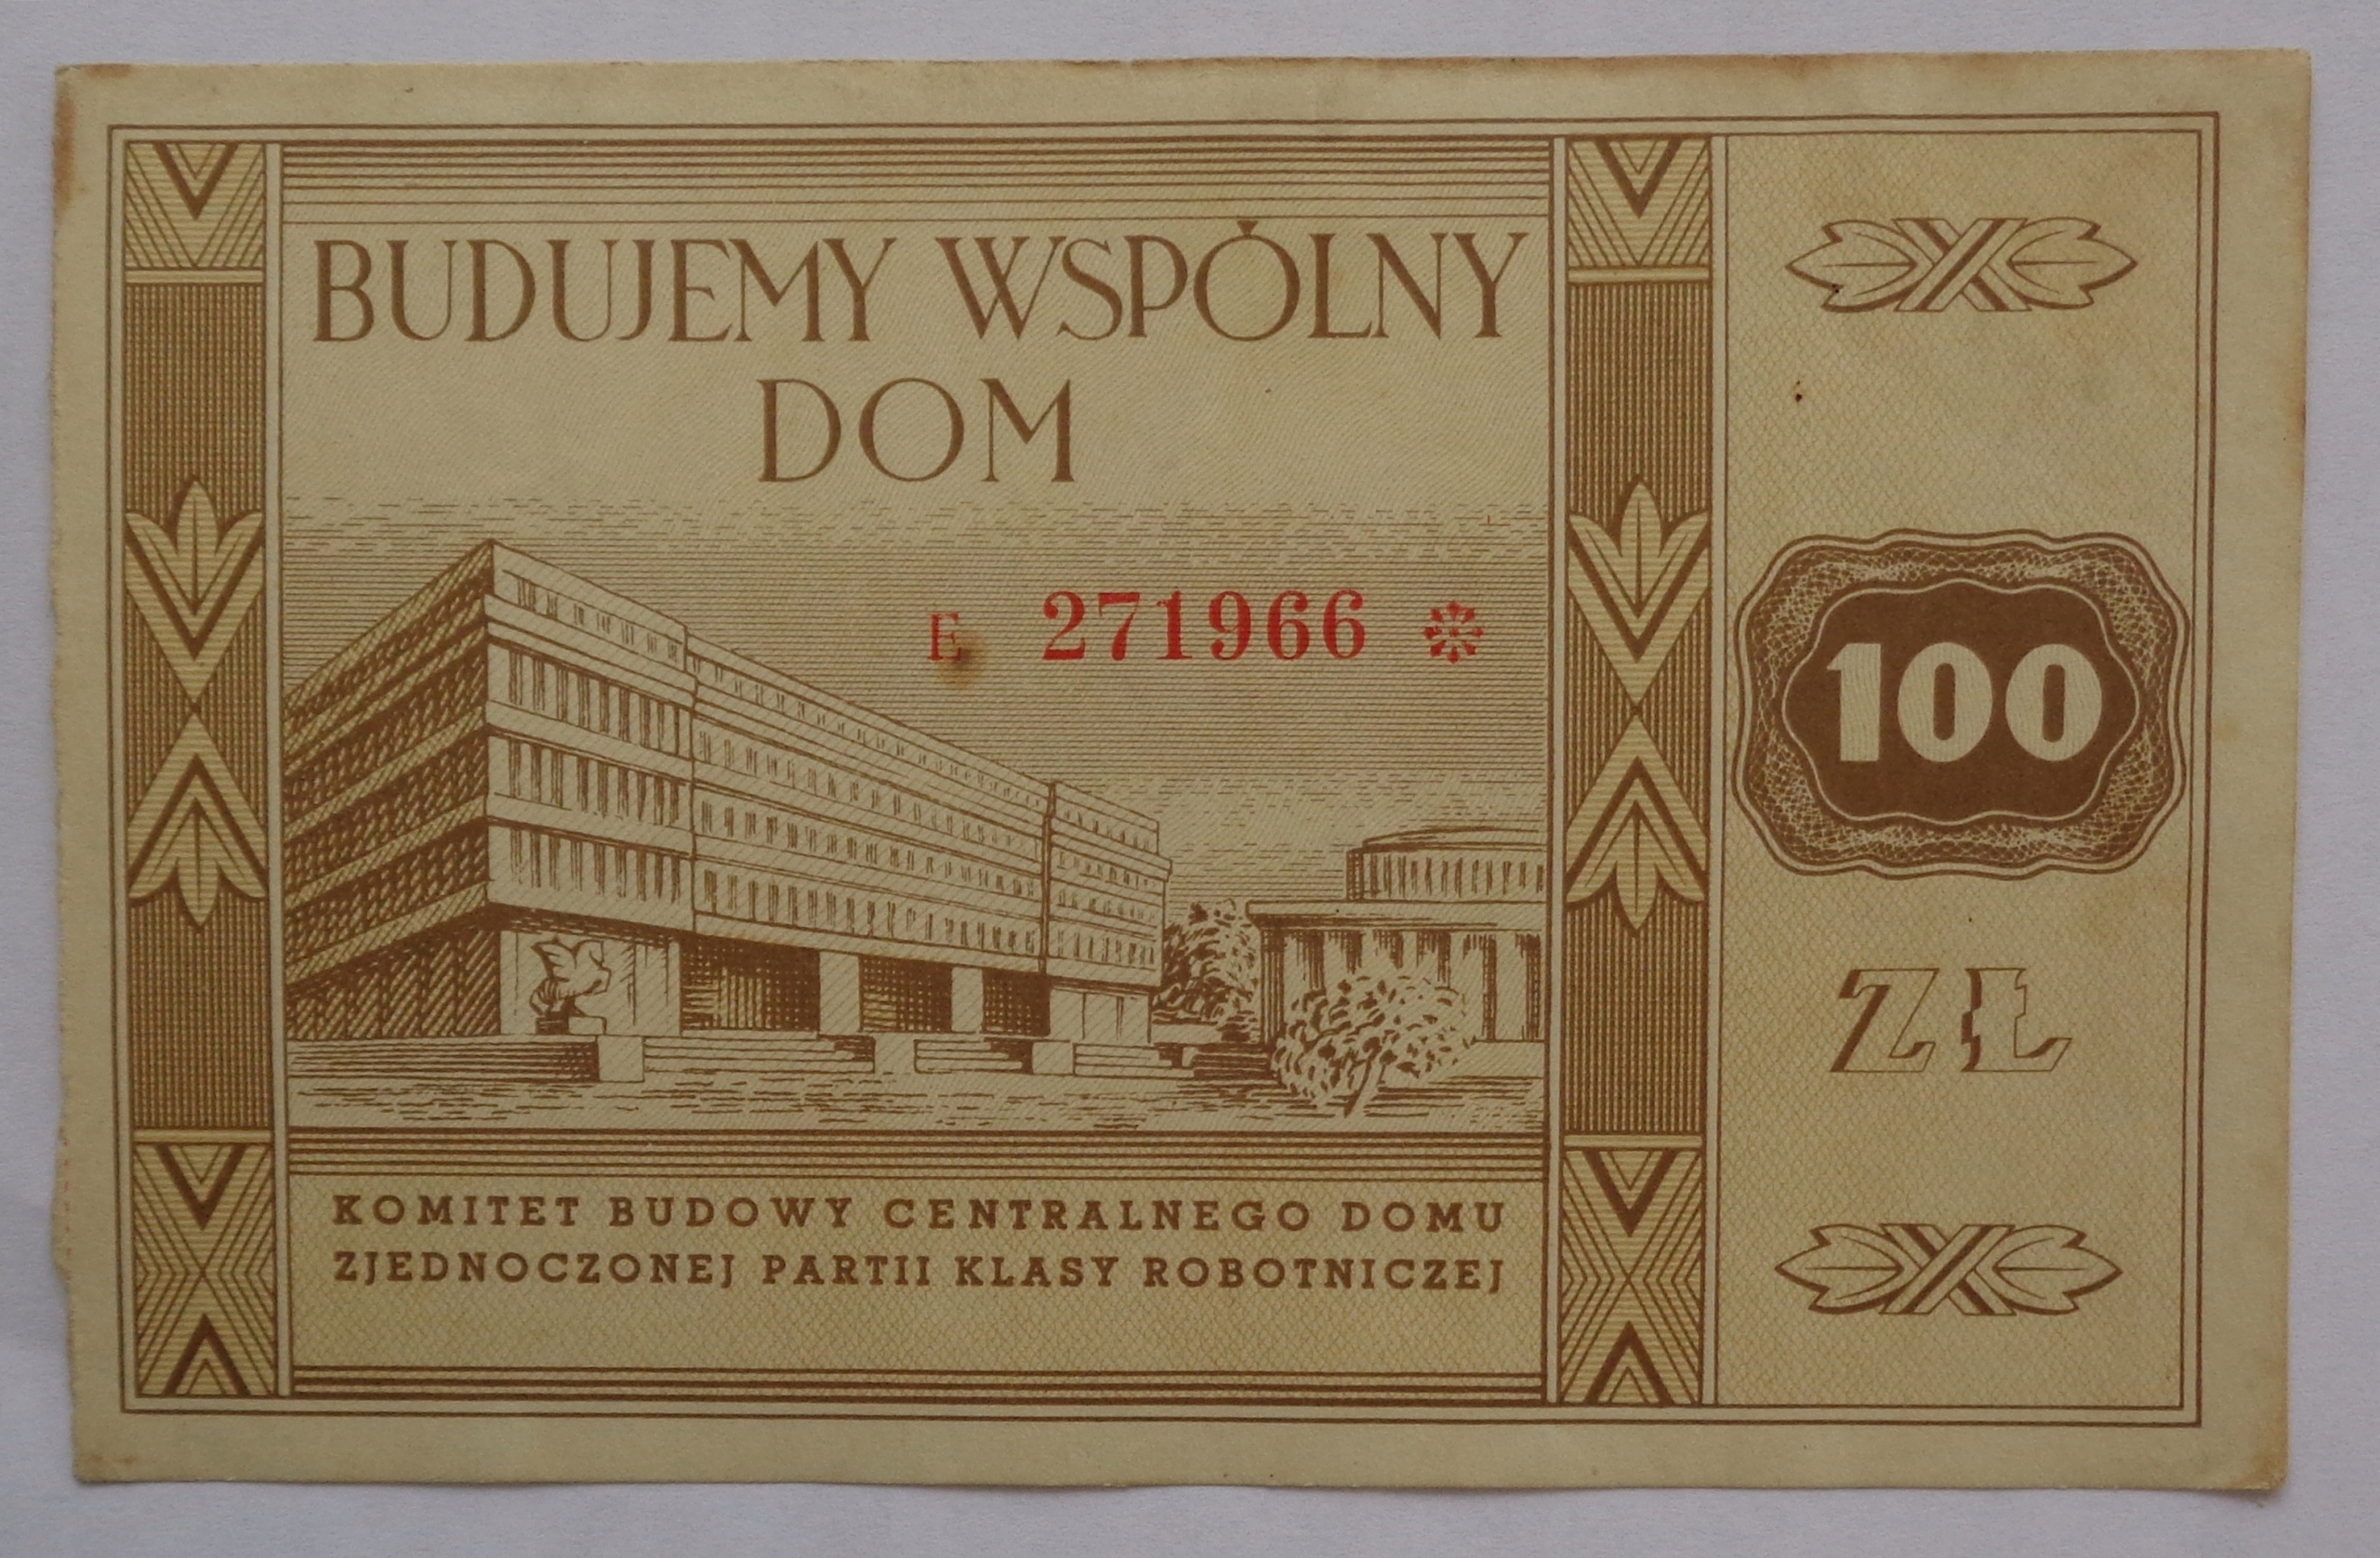 BUDUJEMY WSPÓLNY
DOM
E 271966
100
ZŁ
KOMITET BUDOWY CENTRALNEGO DOMU
ZJEDNOCZONEJ PARTII KLASY ROBOTNICZEJ